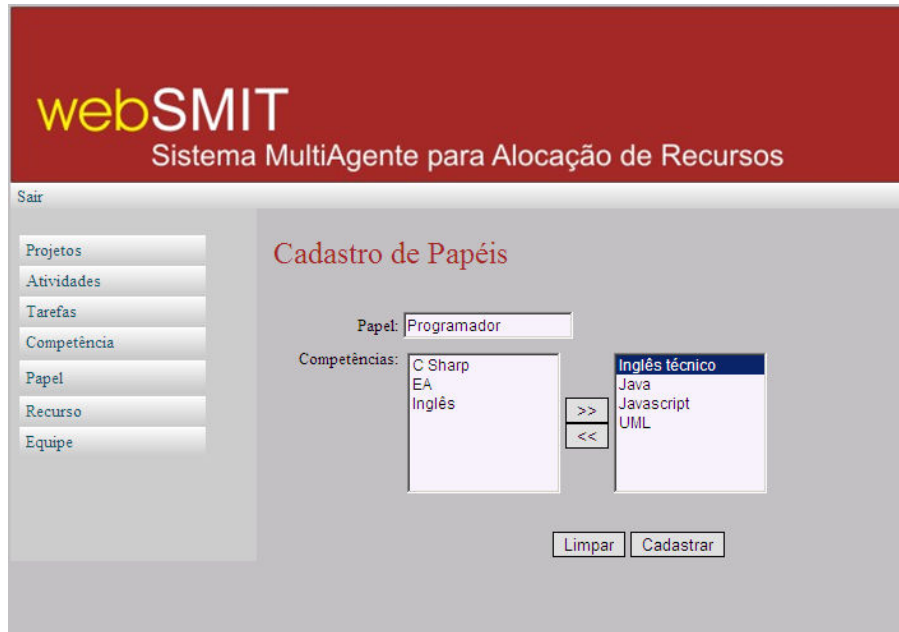 webSMIT
Sistema MultiAgente para Alocação de Recursos
Sair
Projetos
Atividades
Tarefas
Competência
Papel
Recurso
Equipe
Cadastro de Papéis
Papel: Programador
Competências:
C Sharp
EA
Inglês
>>
<<
Inglês técnico
Java
Javascript
UML
Limpar Cadastrar